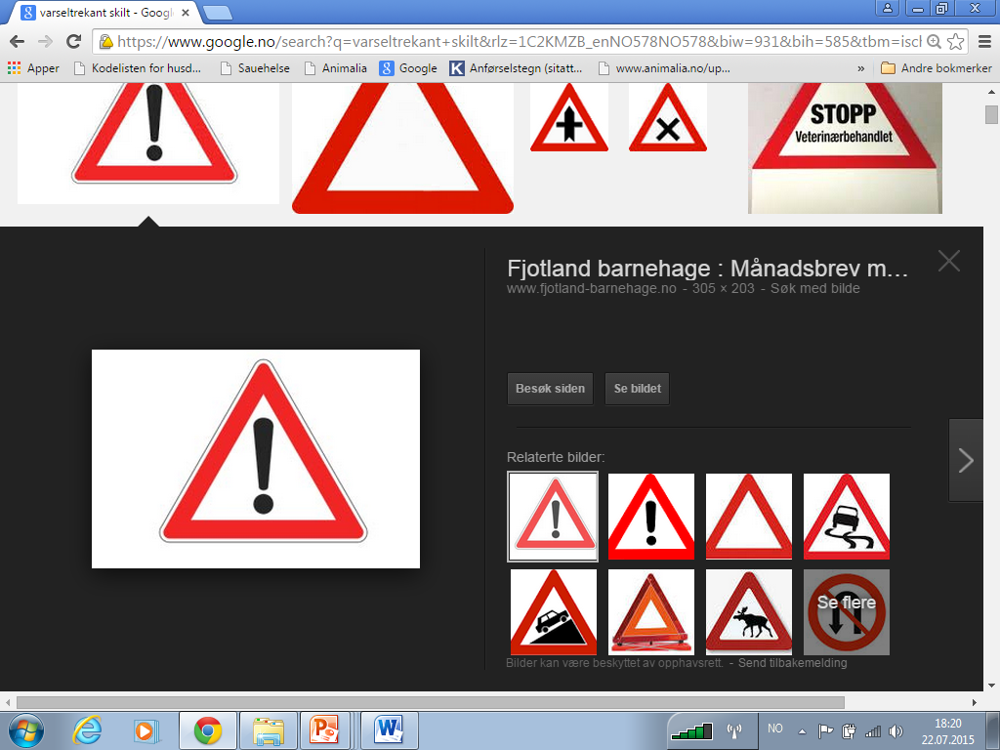 varseltrekant skilt - Googl
https://www.google.no/search?q=varseltrekant+skilt&rlz=1C2KMZB_enNO578NO578&biw=931&bih=585&tbm=isch
Apper
Kodelisten for husd...
Sauehelse
Animalia
Google
Anførselstegn (sitatt...
www.animalia.no/up...
»
Andre bokmerker
STOPP
Veterinærbehandlet
Fjotland barnehage : Månadsbrev m...
www.fjotland-barnehage.no - 305 × 203 - Søk med bilde
Besøk siden
Se bildet
Relaterte bilder:
Se flere
Bilder kan være beskyttet av opphavsrett. - Send tilbakemelding
NO
18:20
22.07.2015